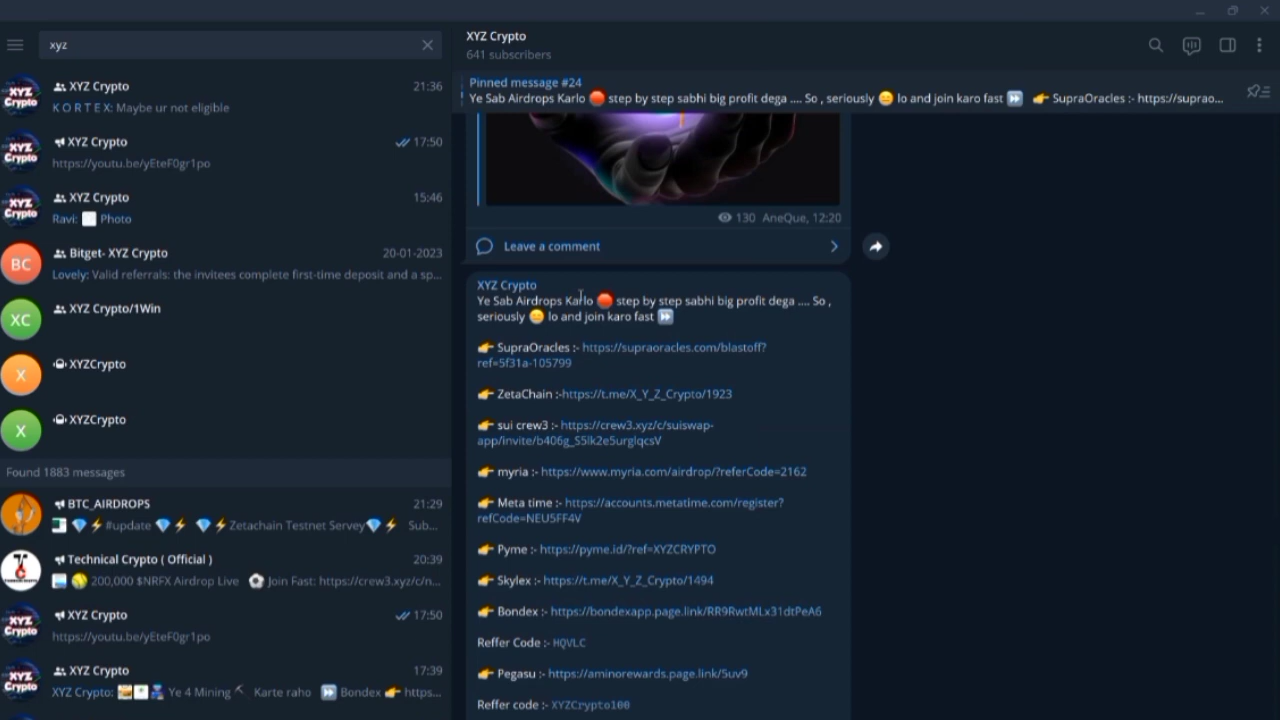 xyz
XYZ Crypto
21:36
K O R T E X: Maybe ur not eligible
XYZ Crypto
17:50
https://youtu.be/yEteF0gr1po
XYZ Crypto
15:46
Ravi: Photo
BC
Bitget- XYZ Crypto
20-01-2023
Lovely: Valid referrals: the invitees complete first-time deposit and a sp...
XC
XYZ Crypto/1Win
X
XYZCrypto
X
XYZCrypto
Found 1883 messages
BTC_AIRDROPS
21:29
💎⚡#update 💎⚡ 💎⚡Zetachain Testnet Servey💎⚡ Sub...
Technical Crypto ( Official )
20:39
200,000 $NRFX Airdrop Live ⚽ Join Fast: https://crew3.xyz/c/n...
XYZ Crypto
17:50
https://youtu.be/yEteF0gr1po
XYZ Crypto
17:39
XYZ Crypto: Ye 4 Mining ⛏ Karte raho ⏩ Bondex 👉 https...
XYZ Crypto
641 subscribers
Pinned message #24
Ye Sab Airdrops Karlo 🛑 step by step sabhi big profit dega .... So , seriously 😑 lo and join karo fast ⏩ 👉 SupraOracles :- https://suprao...
130 AneQue, 12:20
Leave a comment
XYZ Crypto
Ye Sab Airdrops Karlo 🛑 step by step sabhi big profit dega .... So ,
seriously 😑 lo and join karo fast ⏩
👉 SupraOracles :- https://supraoracles.com/blastoff?
ref=5f31a-105799
👉 ZetaChain :-https://t.me/X_Y_Z_Crypto/1923
👉 sui crew3 :- https://crew3.xyz/c/suiswap-
app/invite/b406g_S5lk2e5urglqcsV
👉 myria :- https://www.myria.com/airdrop/?referCode=2162
👉 Meta time :- https://accounts.metatime.com/register?
refCode=NEU5FF4V
👉 Pyme :- https://pyme.id/?ref=XYZCRYPTO
👉 Skylex :- https://t.me/X_Y_Z_Crypto/1494
👉 Bondex :- https://bondexapp.page.link/RR9RwtMLx31dtPeA6
Reffer Code :- HQVLC
👉 Pegasu :- https://aminorewards.page.link/5uv9
Reffer code :- XYZCrypto100